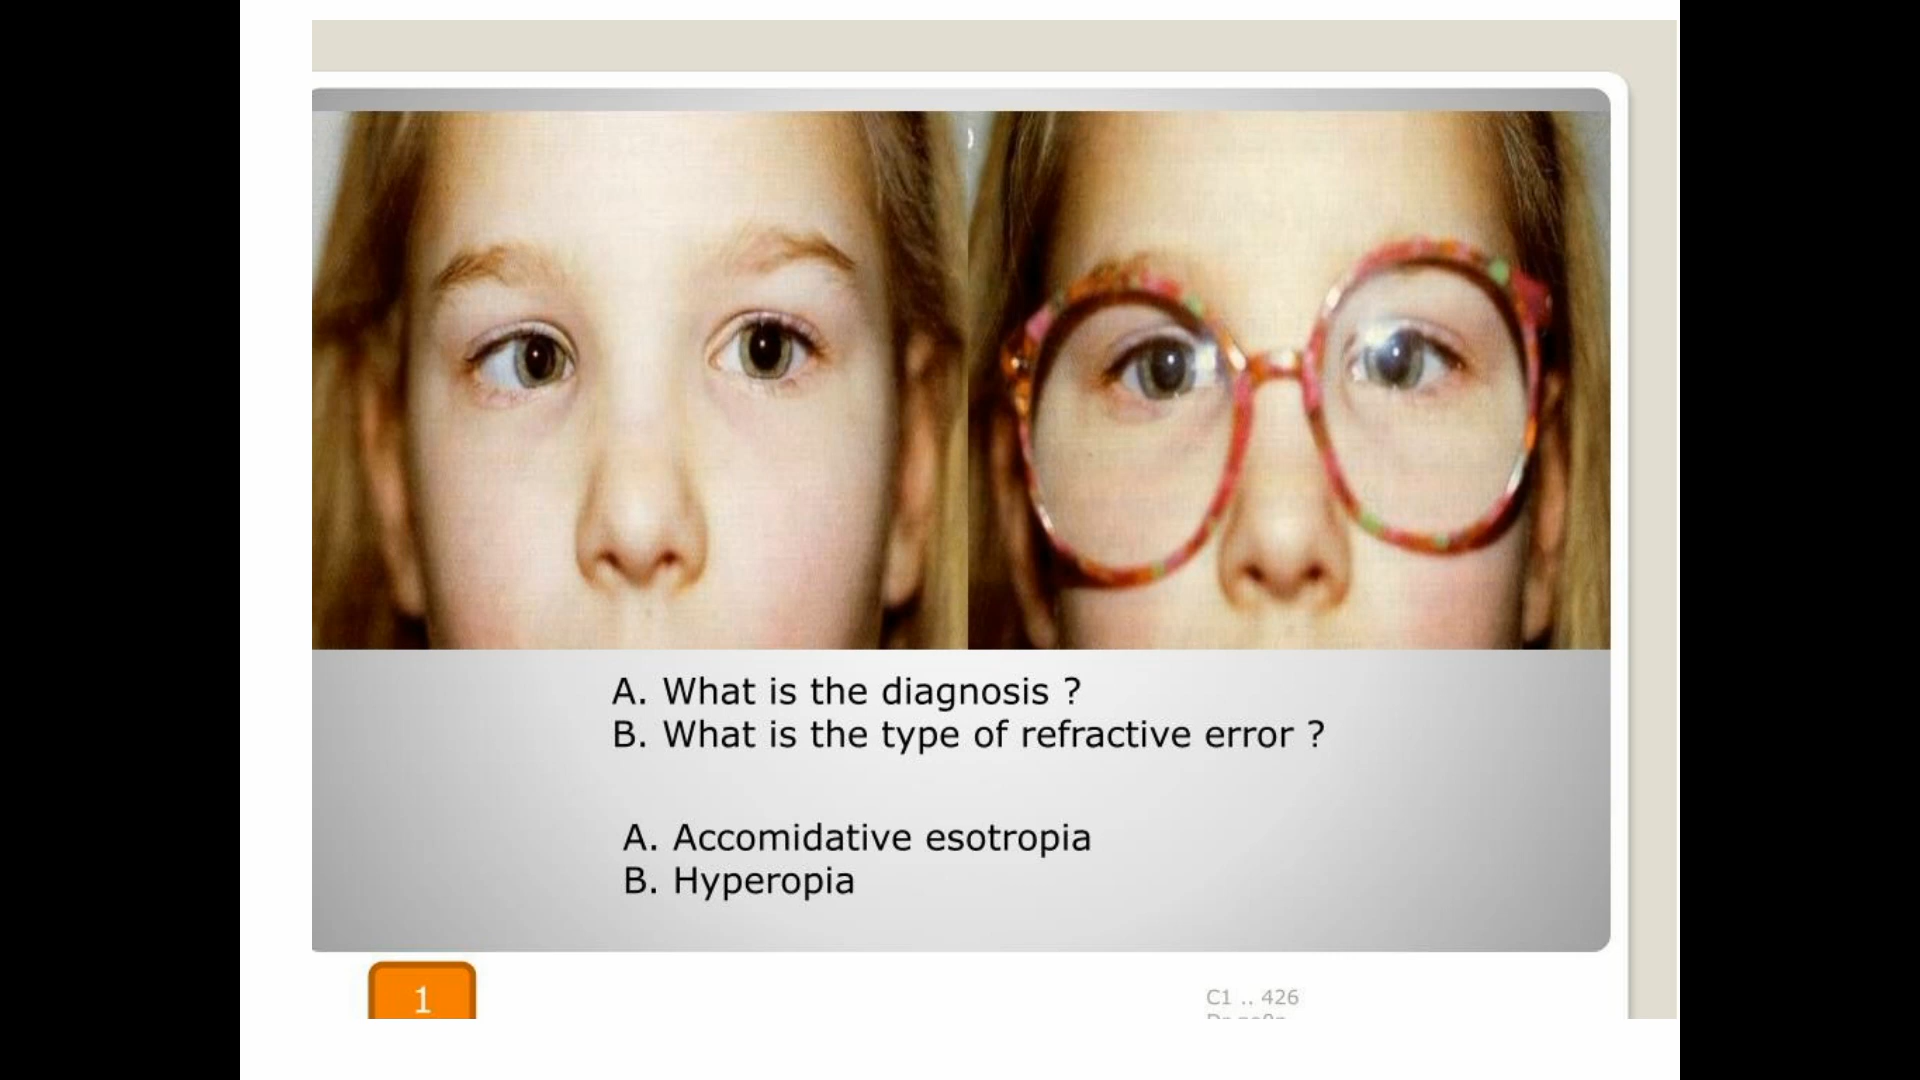 A. What is the diagnosis ?
B. What is the type of refractive error ?
A. Accomidative esotropia
B. Hyperopia
1
C1 .. 426